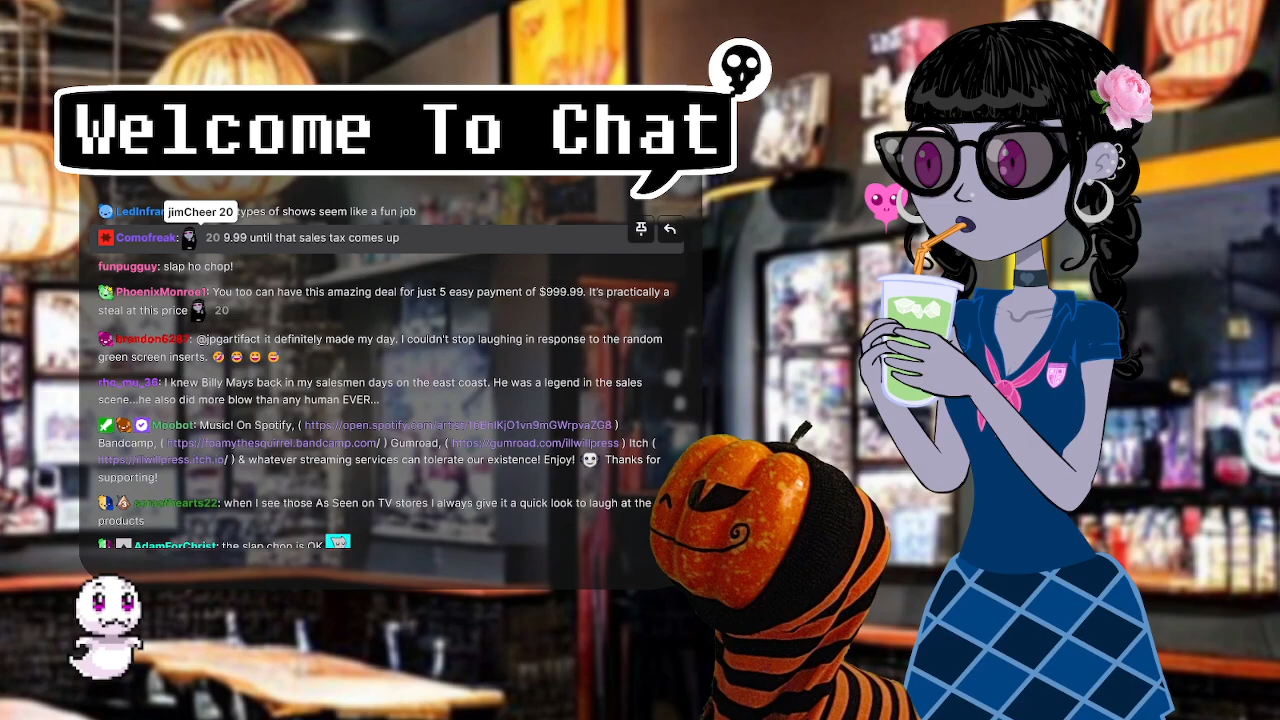 Welcome To Chat
jimCheer 20
types of shows seem like a fun job
Comofreak: 20 9.99 until that sales tax comes up
funpugguy: slap ho chop!
PhoenixMonroe1: You too can have this amazing deal for just 5 easy payment of $999.99. It's practically a
steal at this price 20
@jpgartifact it definitely made my day. I couldn't stop laughing in response to the random
green screen inserts.
rho_mu_36: I knew Billy Mays back in my salesmen days on the east coast. He was a legend in the sales
scene...he also did more blow than any human EVER...
Moobot: Music! On Spotify, ( )
Bandcamp, ( https://foamythesquirrel.bandcamp.com/ ) Gumroad, ( https://gumroad.com/illwillpress ) Itch (
https://illwillpress.itch.io/ ) & whatever streaming services can tolerate our existence! Enjoy! Thanks for
supporting!
when I see those As Seen on TV stores I always give it a quick look to laugh at the
products
AdamForChrist: the slap chop is OK